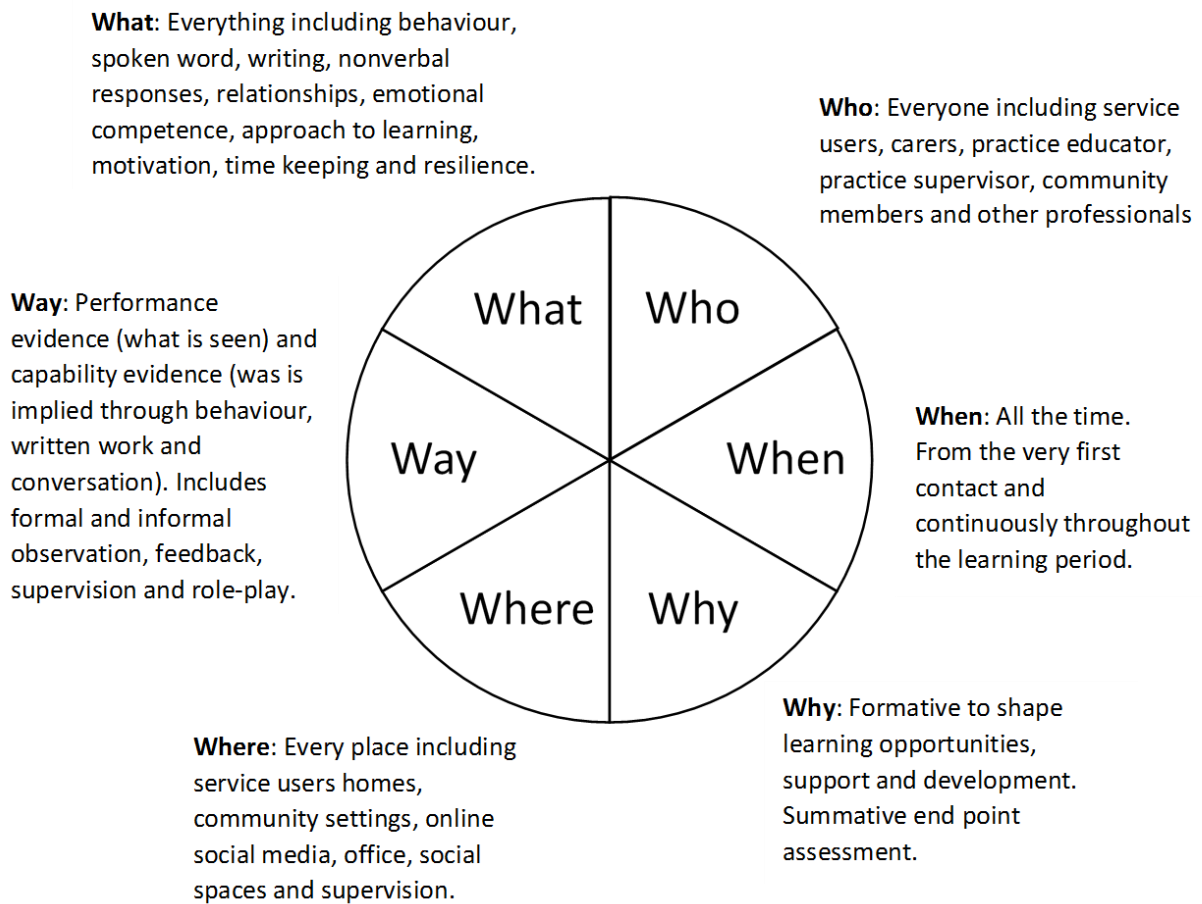 What: Everything including behaviour,
spoken word, writing, nonverbal
responses, relationships, emotional
competence, approach to learning,
motivation, time keeping and resilience.
Who: Everyone including service
users, carers, practice educator,
practice supervisor, community
members and other professionals
Way: Performance
evidence (what is seen) and
capability evidence (was is
implied through behaviour,
written work and
conversation). Includes
formal and informal
observation, feedback,
supervision and role-play.
What
Who
Way
When
Where
Why
When: All the time.
From the very first
contact and
continuously throughout
the learning period.
Where: Every place including
service users homes,
community settings, online
social media, office, social
spaces and supervision.
Why: Formative to shape
learning opportunities,
support and development.
Summative end point
assessment.